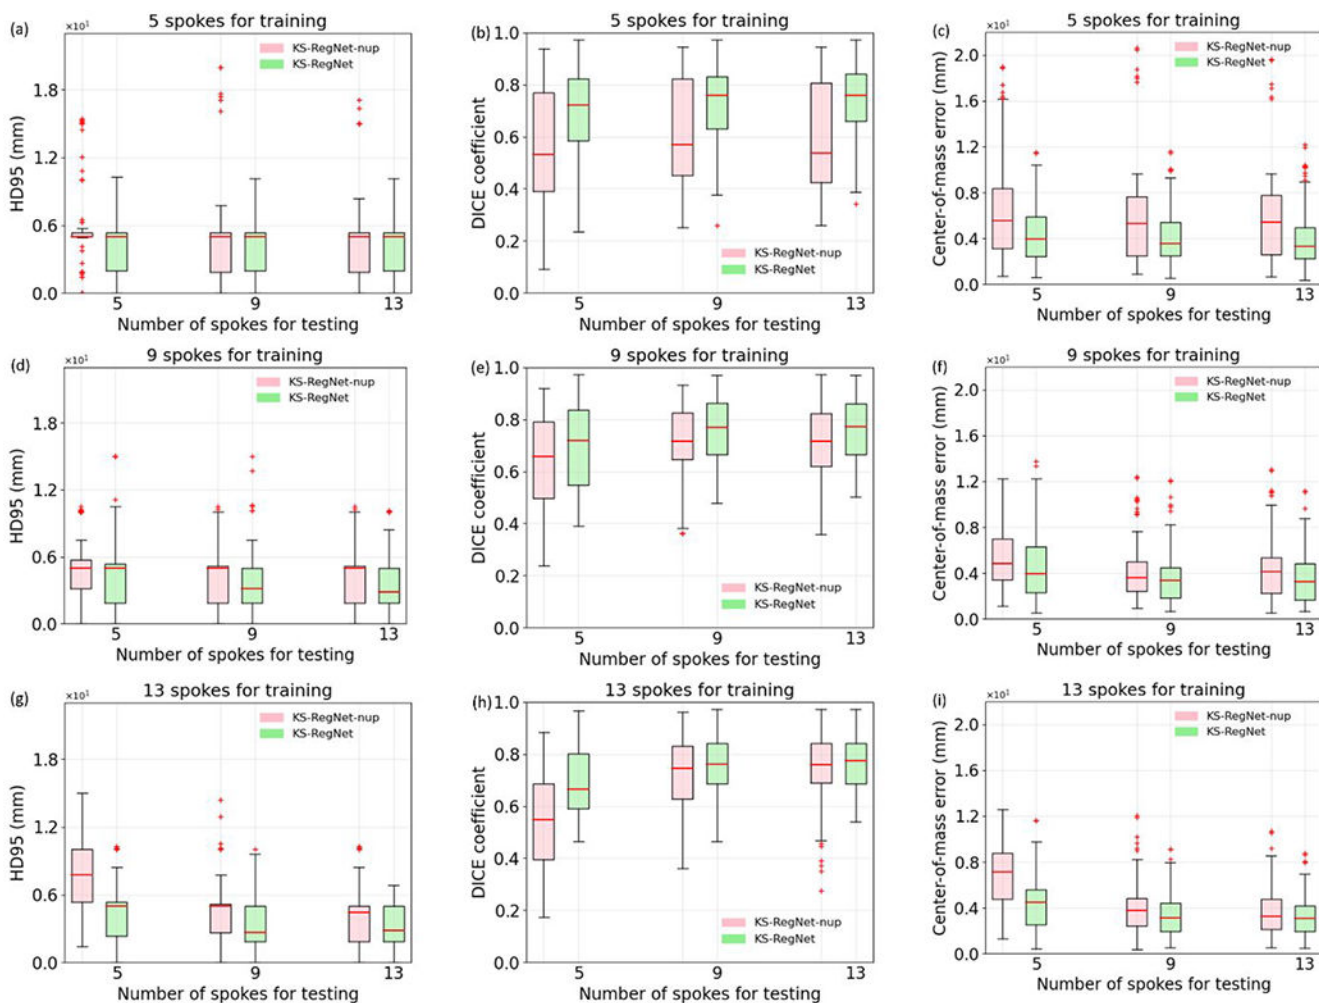 (a)
5 spokes for training
×10¹
KS-RegNet-nup
KS-RegNet
HD95 (mm)
1.8
1.2
0.6
0.0
5
9
13
Number of spokes for testing
(b)
5 spokes for training
DICE coefficient
1.0
0.8
0.6
0.4
0.2
0.0
KS-RegNet-nup
KS-RegNet
5
9
13
Number of spokes for testing
(c)
5 spokes for training
×10¹
KS-RegNet-nup
KS-RegNet
Center-of-mass error (mm)
2.0
1.6
1.2
0.8
0.4
0.0
5
9
13
Number of spokes for testing
(d)
9 spokes for training
×10¹
KS-RegNet-nup
KS-RegNet
HD95 (mm)
1.8
1.2
0.6
0.0
5
9
13
Number of spokes for testing
(e)
9 spokes for training
DICE coefficient
1.0
0.8
0.6
0.4
0.2
0.0
KS-RegNet-nup
KS-RegNet
5
9
13
Number of spokes for testing
(f)
9 spokes for training
×10¹
KS-RegNet-nup
KS-RegNet
Center-of-mass error (mm)
2.0
1.6
1.2
0.8
0.4
0.0
5
9
13
Number of spokes for testing
(g)
13 spokes for training
×10¹
KS-RegNet-nup
KS-RegNet
HD95 (mm)
1.8
1.2
0.6
0.0
5
9
13
Number of spokes for testing
(h)
13 spokes for training
DICE coefficient
1.0
0.8
0.6
0.4
0.2
0.0
KS-RegNet-nup
KS-RegNet
5
9
13
Number of spokes for testing
(i)
13 spokes for training
×10¹
KS-RegNet-nup
KS-RegNet
Center-of-mass error (mm)
2.0
1.6
1.2
0.8
0.4
0.0
5
9
13
Number of spokes for testing